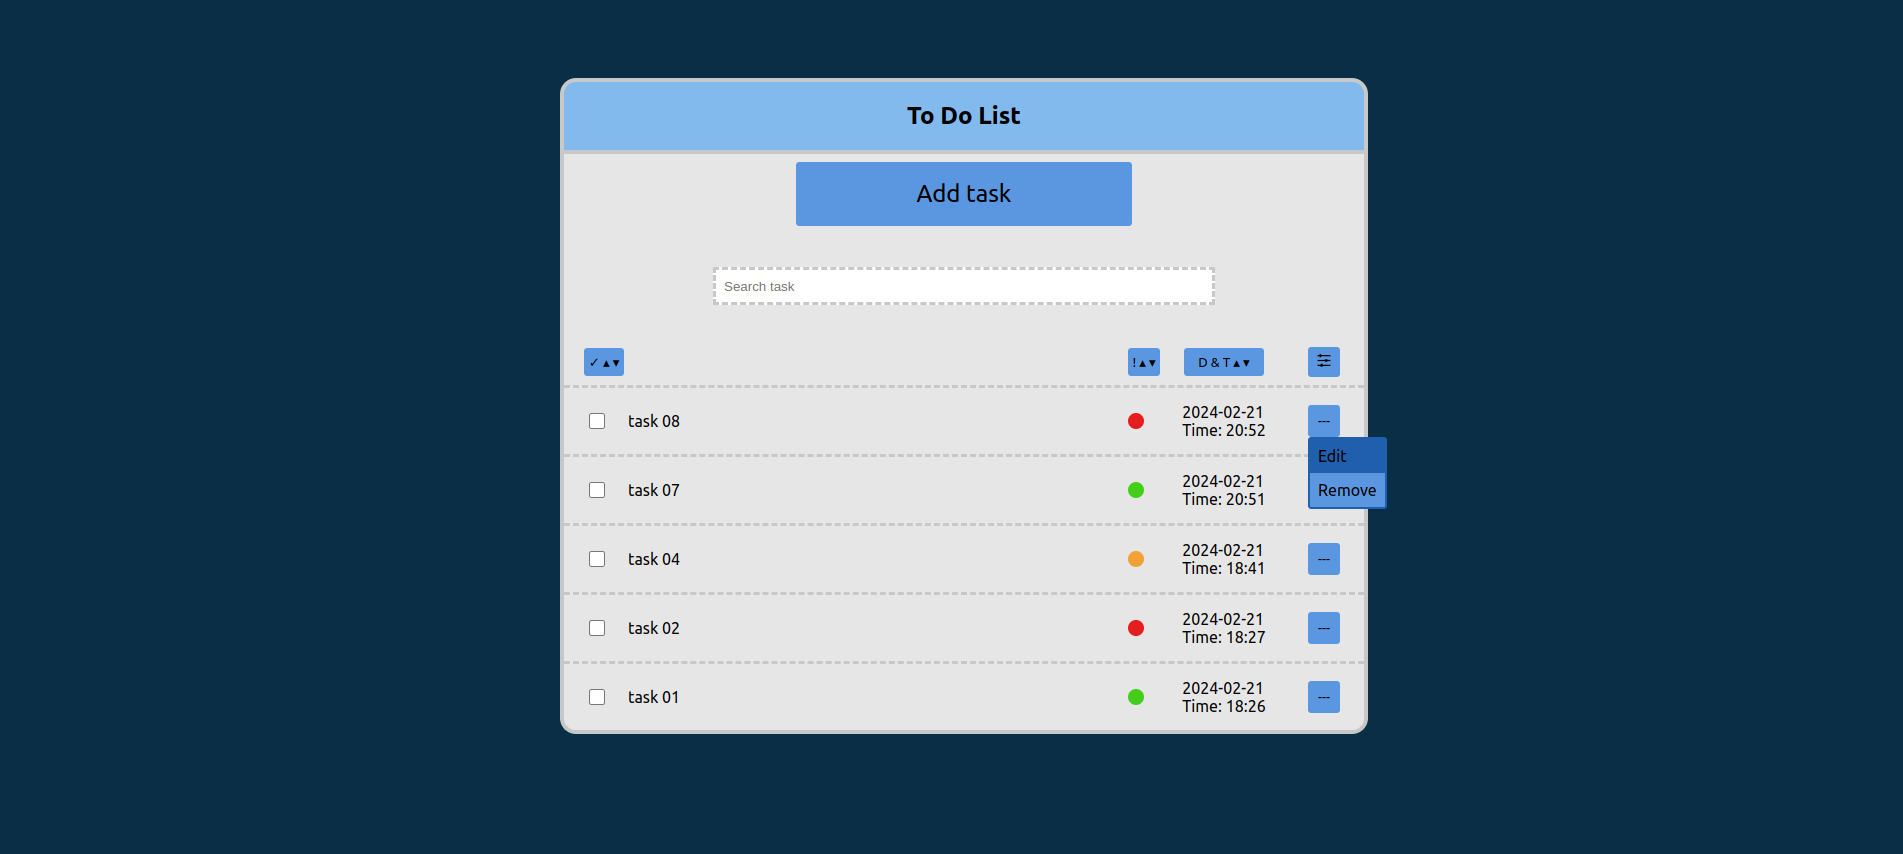 To Do List
Add task
Search task
✓ ▲▼
! ▲▼
D & T ▲▼
task 08
2024-02-21
Time: 20:52
---
Edit
Remove
task 07
2024-02-21
Time: 20:51
task 04
2024-02-21
Time: 18:41
---
task 02
2024-02-21
Time: 18:27
---
task 01
2024-02-21
Time: 18:26
---